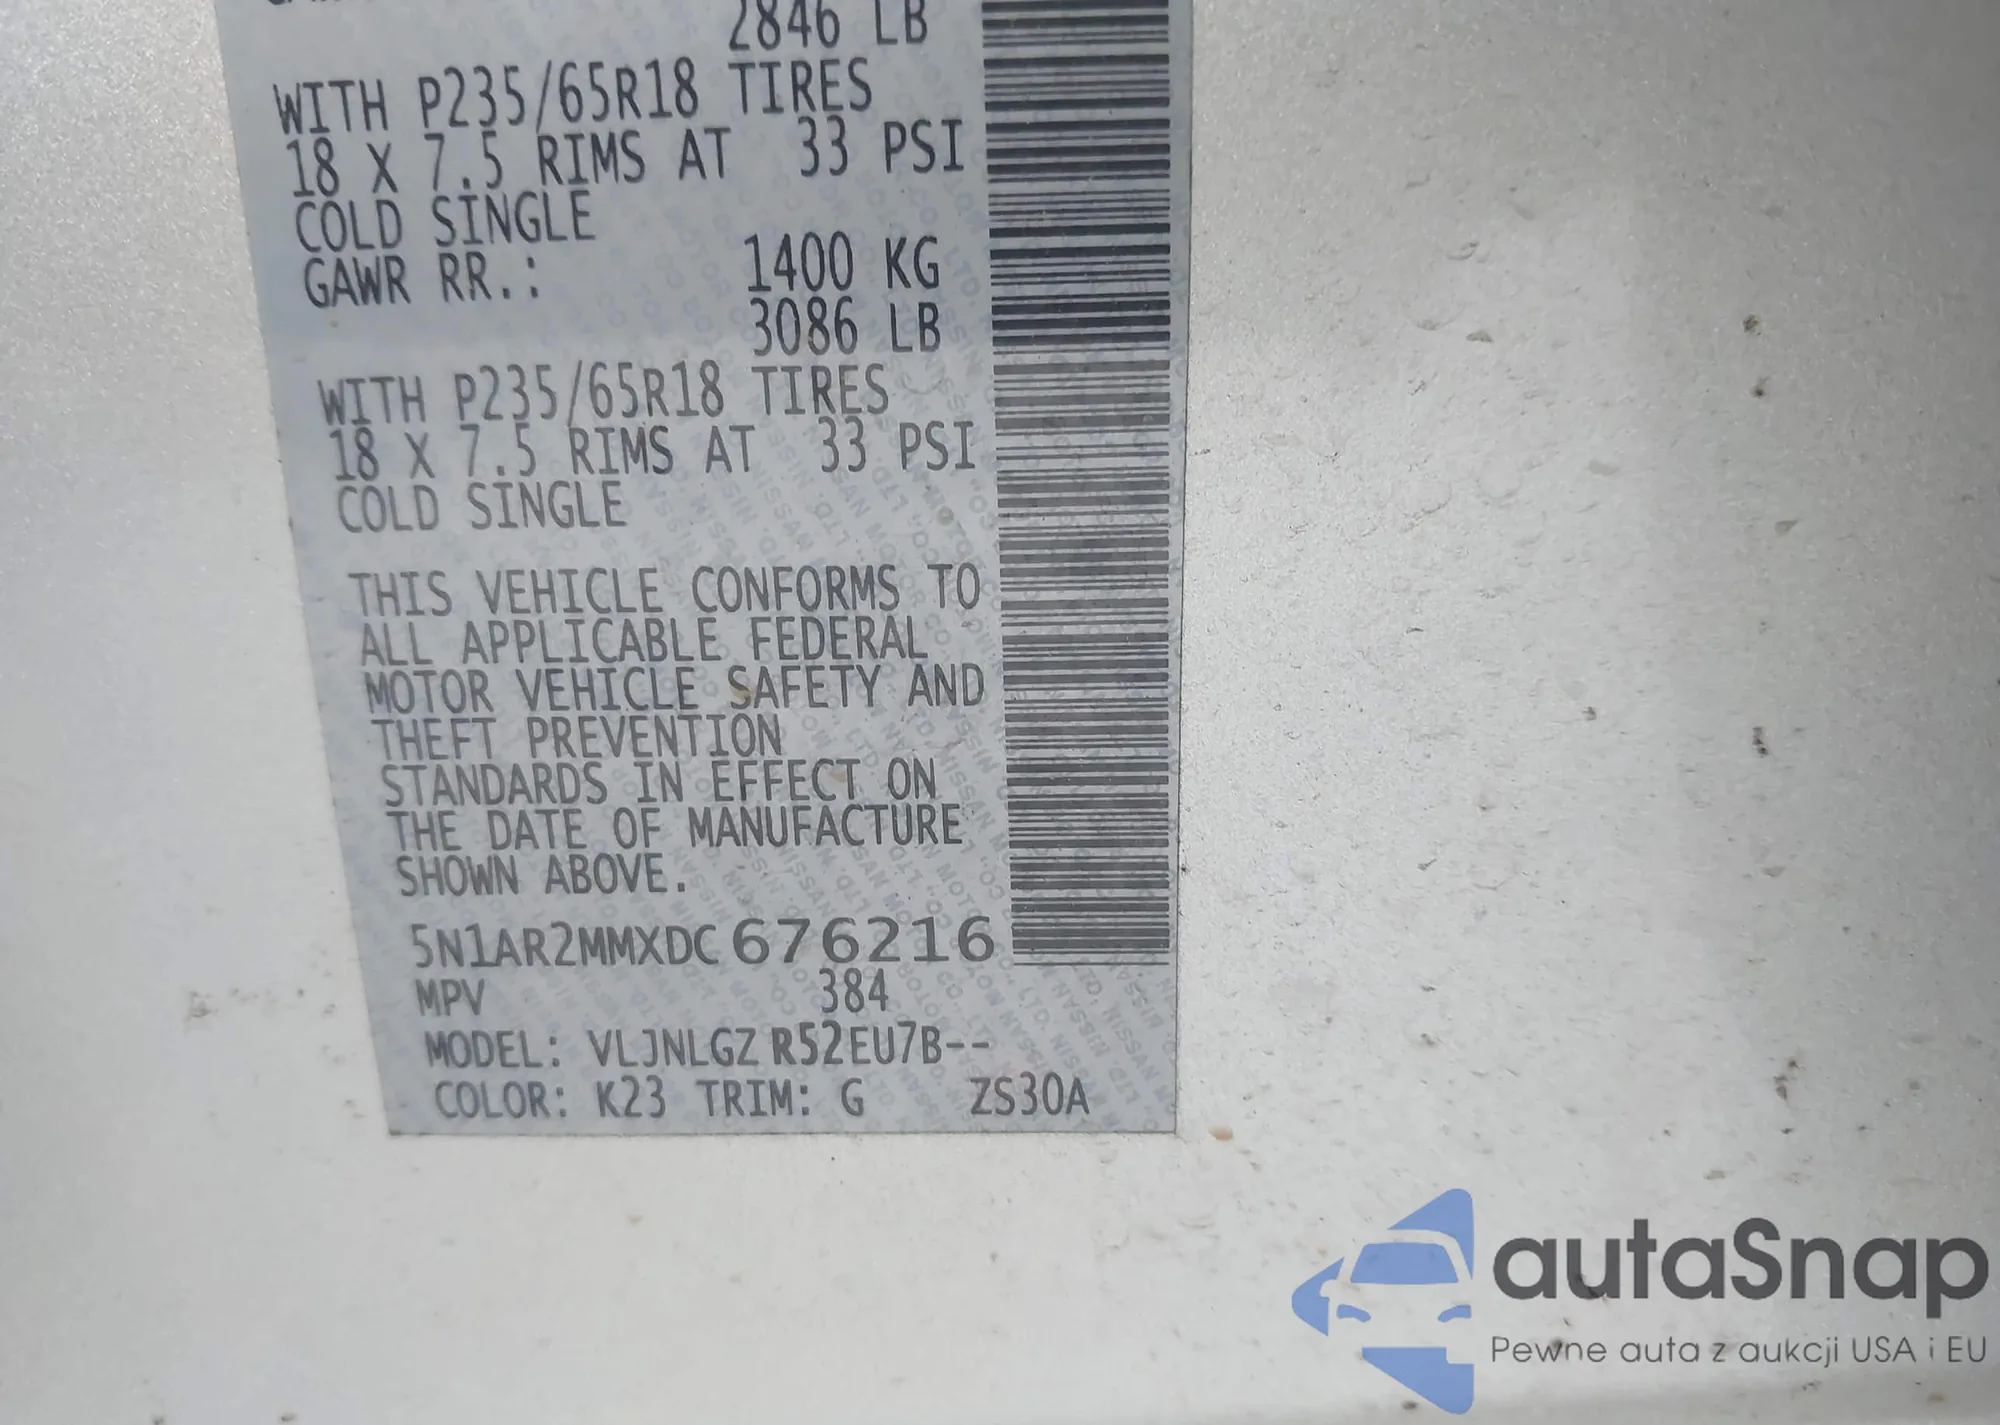 2846 LB
WITH P235/65R18 TIRES
18 X 7.5 RIMS AT 33 PSI
COLD SINGLE
GAWR RR.: 1400 KG
3086 LB
WITH P235/65R18 TIRES
18 X 7.5 RIMS AT 33 PSI
COLD SINGLE
THIS VEHICLE CONFORMS TO
ALL APPLICABLE FEDERAL
MOTOR VEHICLE SAFETY AND
THEFT PREVENTION
STANDARDS IN EFFECT ON
THE DATE OF MANUFACTURE
SHOWN ABOVE.
5N1AR2MMXDC676216
MPV 384
MODEL: VLJNLGZ R52EU7B--
COLOR: K23 TRIM: G ZS30A
autaSnap
Pewne auta z aukcji USA i EU